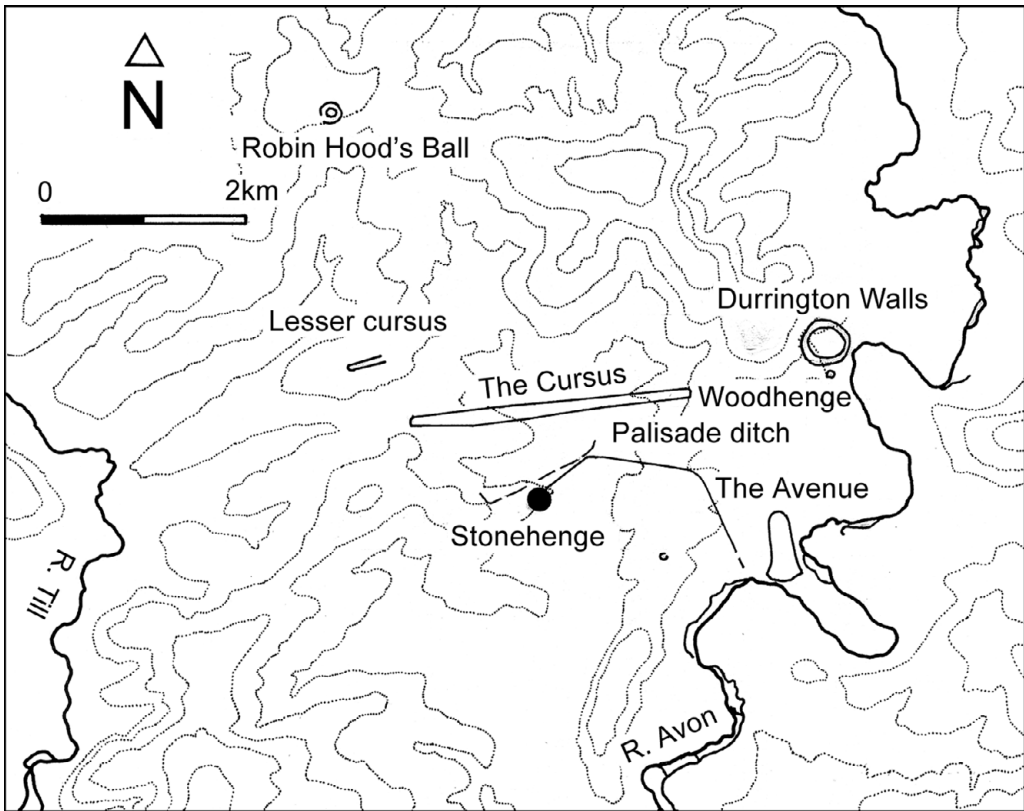 N
Robin Hood's Ball
0 2km
Durrington Walls
Lesser cursus
The Cursus
Woodhenge
Palisade ditch
The Avenue
Stonehenge
R. Till
R. Avon